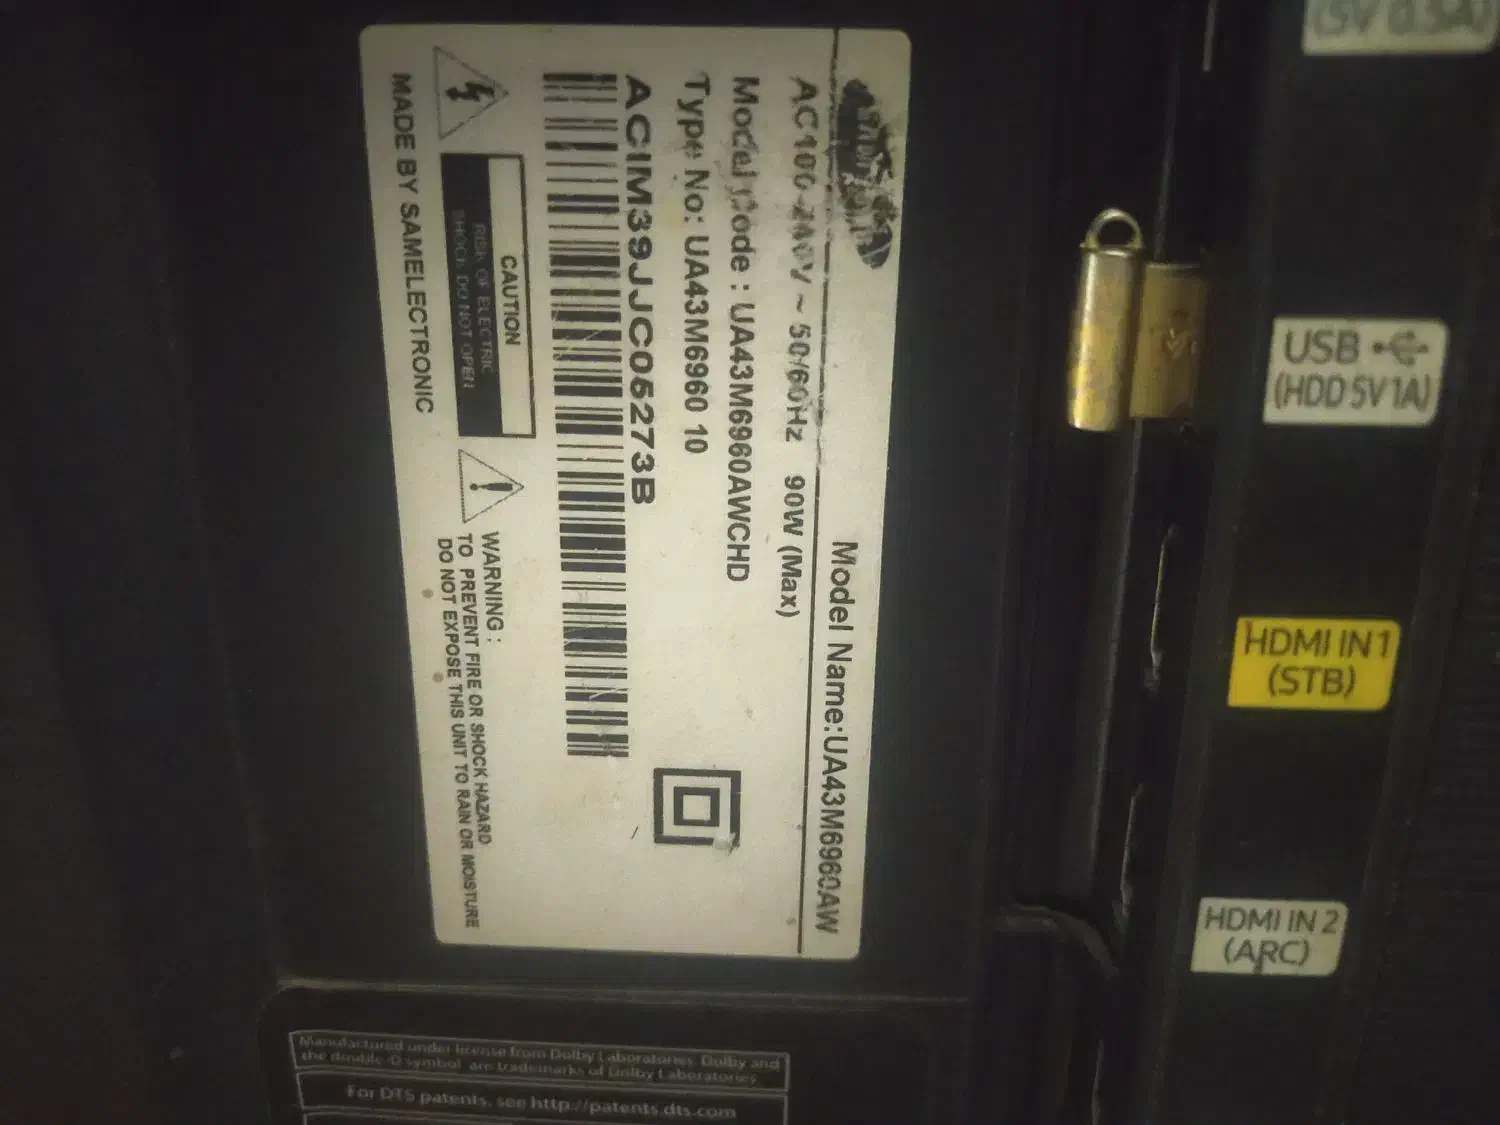 Model Name:UA43M6960AW
AC100-240V ~ 50/60Hz 90W (Max)
Model Code : UA43M6960AWCHD
Type No: UA43M6960 10
ACIM39JJC05273B
CAUTION
RISK OF ELECTRIC
SHOCK DO NOT OPEN
WARNING :
TO PREVENT FIRE OR SHOCK HAZARD
DO NOT EXPOSE THIS UNIT TO RAIN OR MOISTURE
MADE BY SAMELECTRONIC
(5V 0.5A)
USB
(HDD 5V 1A)
HDMI IN 1
(STB)
HDMI IN 2
(ARC)
Manufactured under license from Dolby Laboratories. Dolby and
the double-D symbol are trademarks of Dolby Laboratories.
For DTS patents, see http://patents.dts.com